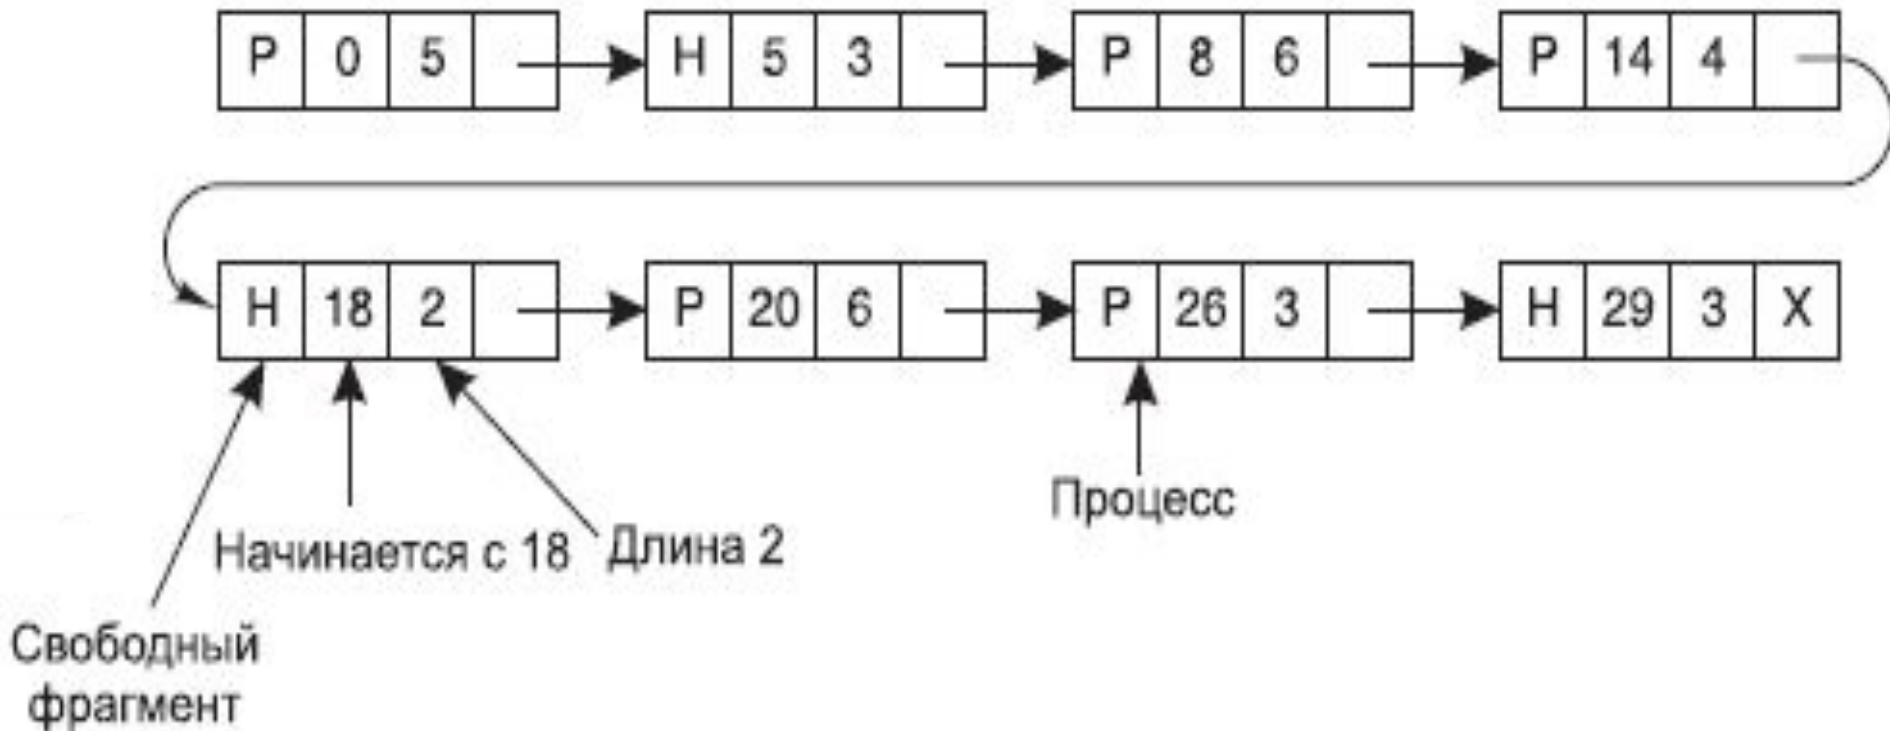 P 0 5 H 5 3 P 8 6 P 14 4
H 18 2 P 20 6 P 26 3 H 29 3 X
Процесс
Начинается с 18 Длина 2
Свободный
фрагмент